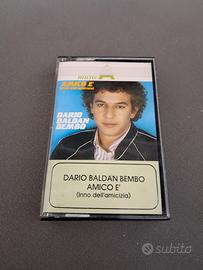 AMICO E'
DARIO
BALDAN
BEMBO
DARIO BALDAN BEMBO
AMICO E'
(inno dell'amicizia)
subito